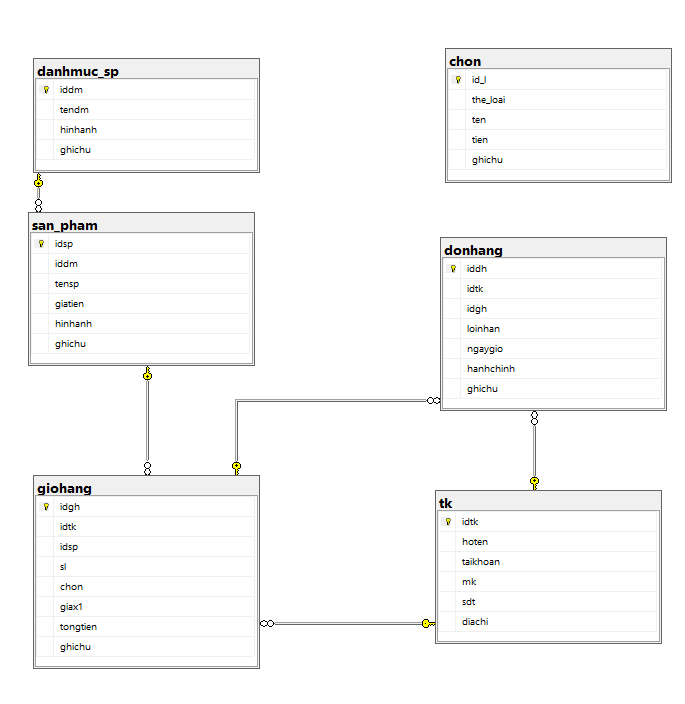 danhmuc_sp
iddm
tendm
hinhanh
ghichu
chon
id_l
the_loai
ten
tien
ghichu
san_pham
idsp
iddm
tensp
giatien
hinhanh
ghichu
donhang
iddh
idtk
idgh
loinhan
ngaygio
hanhchinh
ghichu
giohang
idgh
idtk
idsp
sl
chon
giax1
tongtien
ghichu
tk
idtk
hoten
taikhoan
mk
sdt
diachi